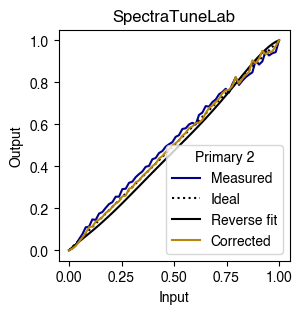 SpectraTuneLab
1.0
0.8
0.6
0.4
0.2
0.0
Output
Primary 2
Measured
Ideal
Reverse fit
Corrected
0.00 0.25 0.50 0.75 1.00
Input